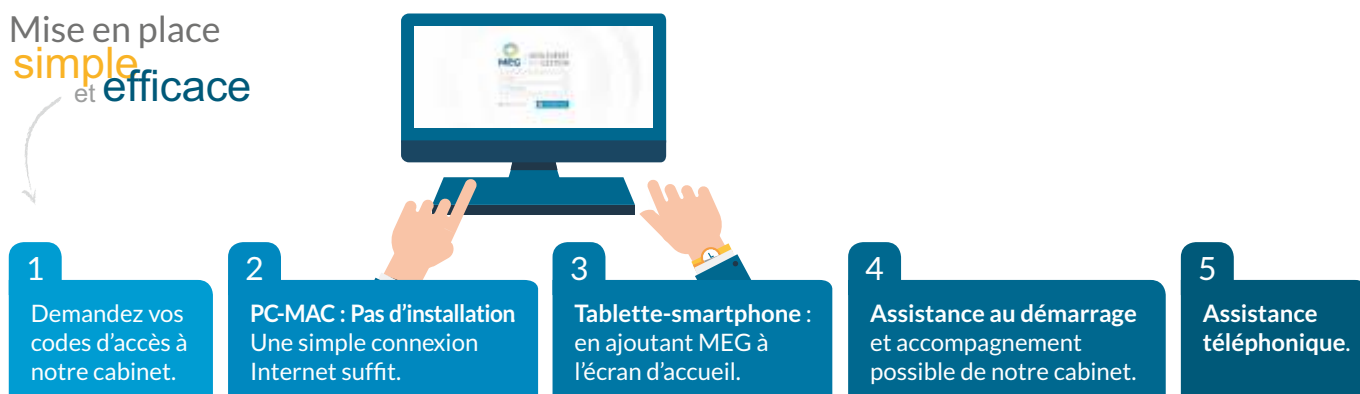 Mise en place
simple
et efficace
MEG
1
Demandez vos
codes d’accès à
notre cabinet.
2
PC-MAC : Pas d’installation
Une simple connexion
Internet suffit.
3
Tablette-smartphone :
en ajoutant MEG à
l’écran d’accueil.
4
Assistance au démarrage
et accompagnement
possible de notre cabinet.
5
Assistance
téléphonique.